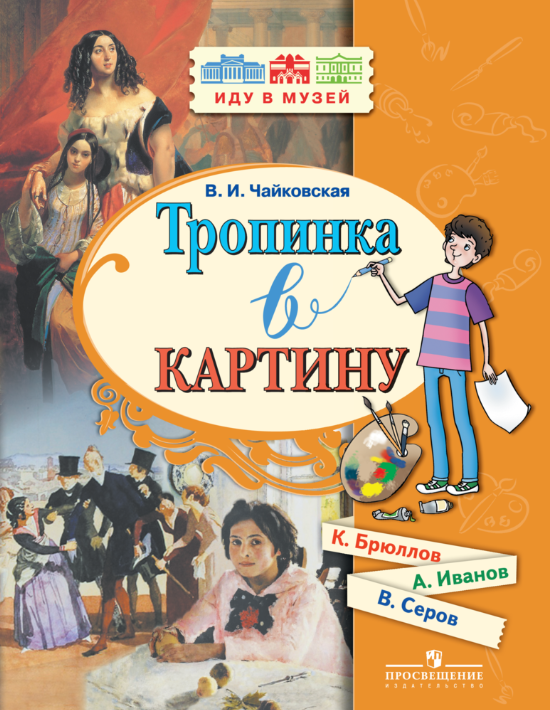 ИДУ В МУЗЕЙ
В. И. Чайковская
Тропинка
в
КАРТИНУ
К. Брюллов
А. Иванов
В. Серов
ПРОСВЕЩЕНИЕ
ИЗДАТЕЛЬСТВО